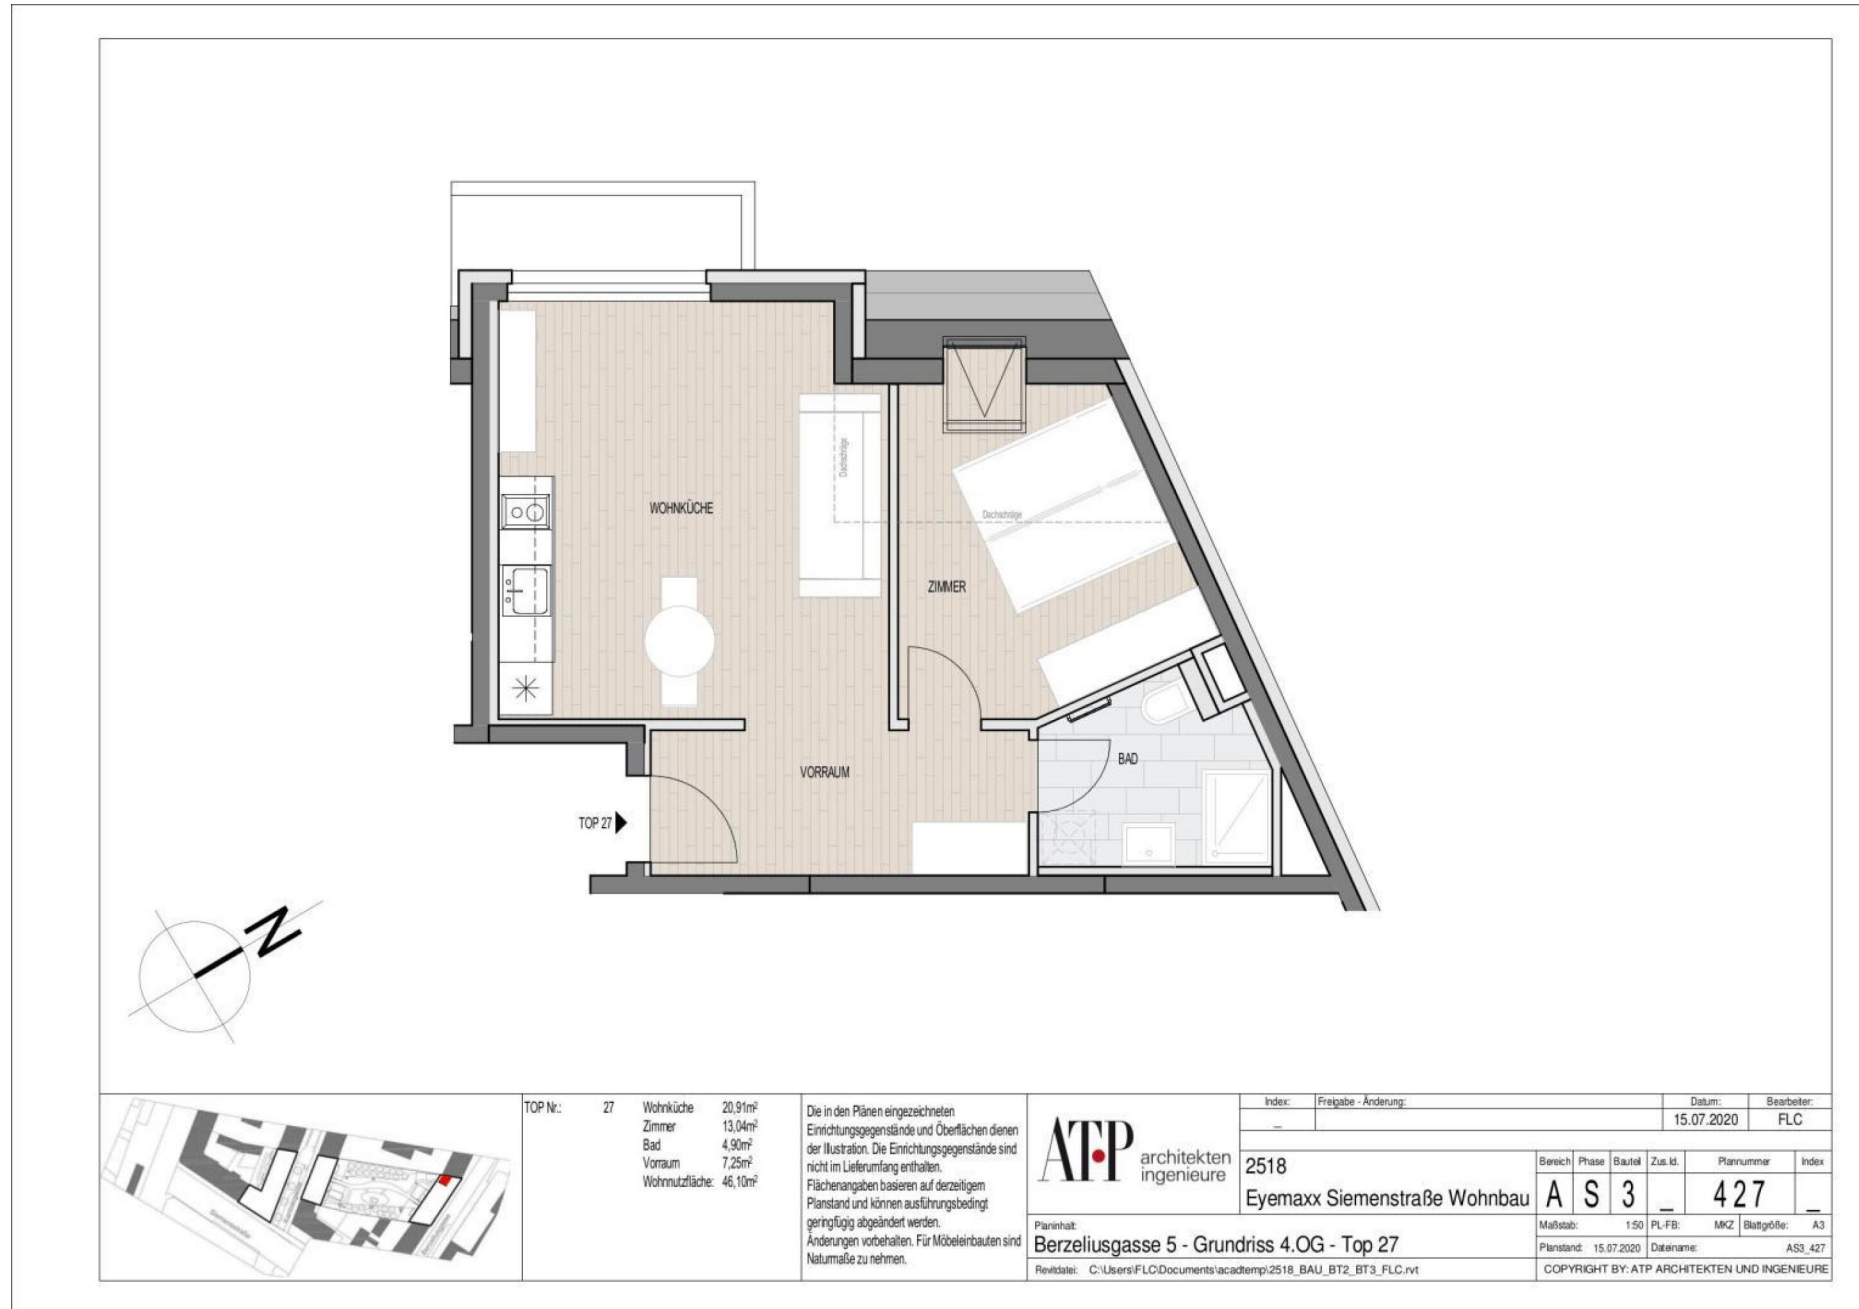 Dachschräge
WOHNKÜCHE
Dachschräge
ZIMMER
VORRAUM
BAD
TOP 27
N
Siemensstraße
Berzeliusgasse
TOP Nr.: 27
Wohnküche 20,91m²
Zimmer 13,04m²
Bad 4,90m²
Vorraum 7,25m²
Wohnnutzfläche: 46,10m²
Die in den Plänen eingezeichneten
Einrichtungsgegenstände und Oberflächen dienen
der Illustration. Die Einrichtungsgegenstände sind
nicht im Lieferumfang enthalten.
Flächenangaben basieren auf derzeitigem
Planstand und können ausführungsbedingt
geringfügig abgeändert werden.
Änderungen vorbehalten. Für Möbeleinbauten sind
Naturmaße zu nehmen.
ATP architekten
ingenieure
Index: Freigabe - Änderung: Datum: Bearbeiter:
_ 15.07.2020 FLC
2518
Eyemaxx Siemenstraße Wohnbau
Bereich Phase Bauteil Zus.Id. Plannummer Index
A S 3 _ 427 _
Maßstab: 1:50 PL-FB: MKZ Blattgröße: A3
Planinhalt:
Berzeliusgasse 5 - Grundriss 4.OG - Top 27
Planstand: 15.07.2020 Dateiname: AS3_427
Revitdatei: C:\Users\FLC\Documents\acadtemp\2518_BAU_BT2_BT3_FLC.rvt
COPYRIGHT BY: ATP ARCHITEKTEN UND INGENIEURE